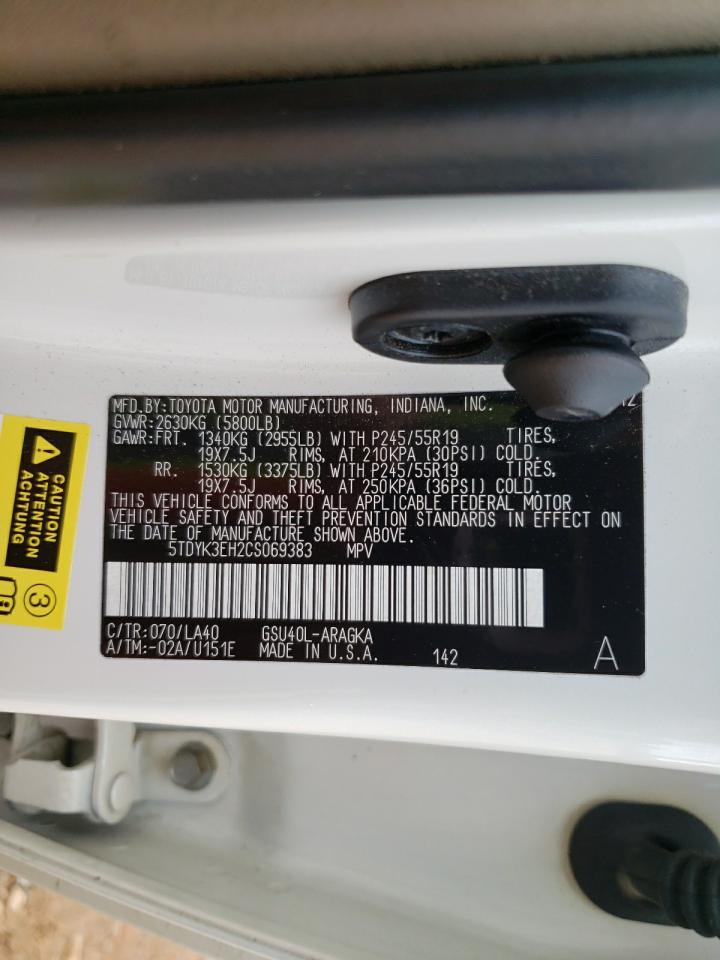 MFD.BY:TOYOTA MOTOR MANUFACTURING, INDIANA, INC. 12
GVWR:2630KG (5800LB)
GAWR:FRT. 1340KG (2955LB) WITH P245/55R19 TIRES,
19X7.5J RIMS, AT 210KPA (30PSI) COLD.
RR. 1530KG (3375LB) WITH P245/55R19 TIRES,
19X7.5J RIMS, AT 250KPA (36PSI) COLD.
THIS VEHICLE CONFORMS TO ALL APPLICABLE FEDERAL MOTOR
VEHICLE SAFETY AND THEFT PREVENTION STANDARDS IN EFFECT ON
THE DATE OF MANUFACTURE SHOWN ABOVE.
5TDYK3EH2CS069383 MPV
C/TR:070/LA40 GSU40L-ARAGKA
A/TM:-02A/U151E MADE IN U.S.A. 142 A
CAUTION
ATTENTION
ACHTUNG
3